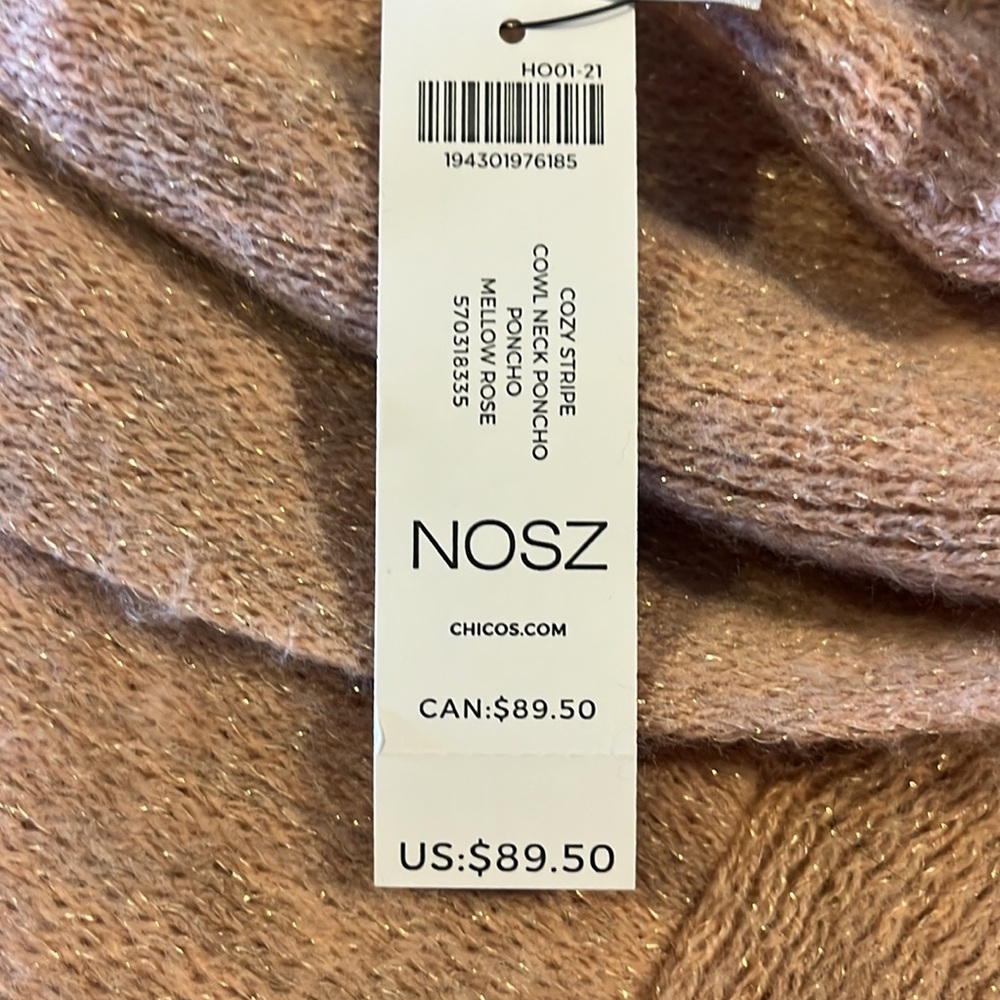 HO01-21
194301976185
COZY STRIPE
COWL NECK PONCHO
PONCHO
MELLOW ROSE
570318335
NOSZ
CHICOS.COM
CAN:$89.50
US:$89.50